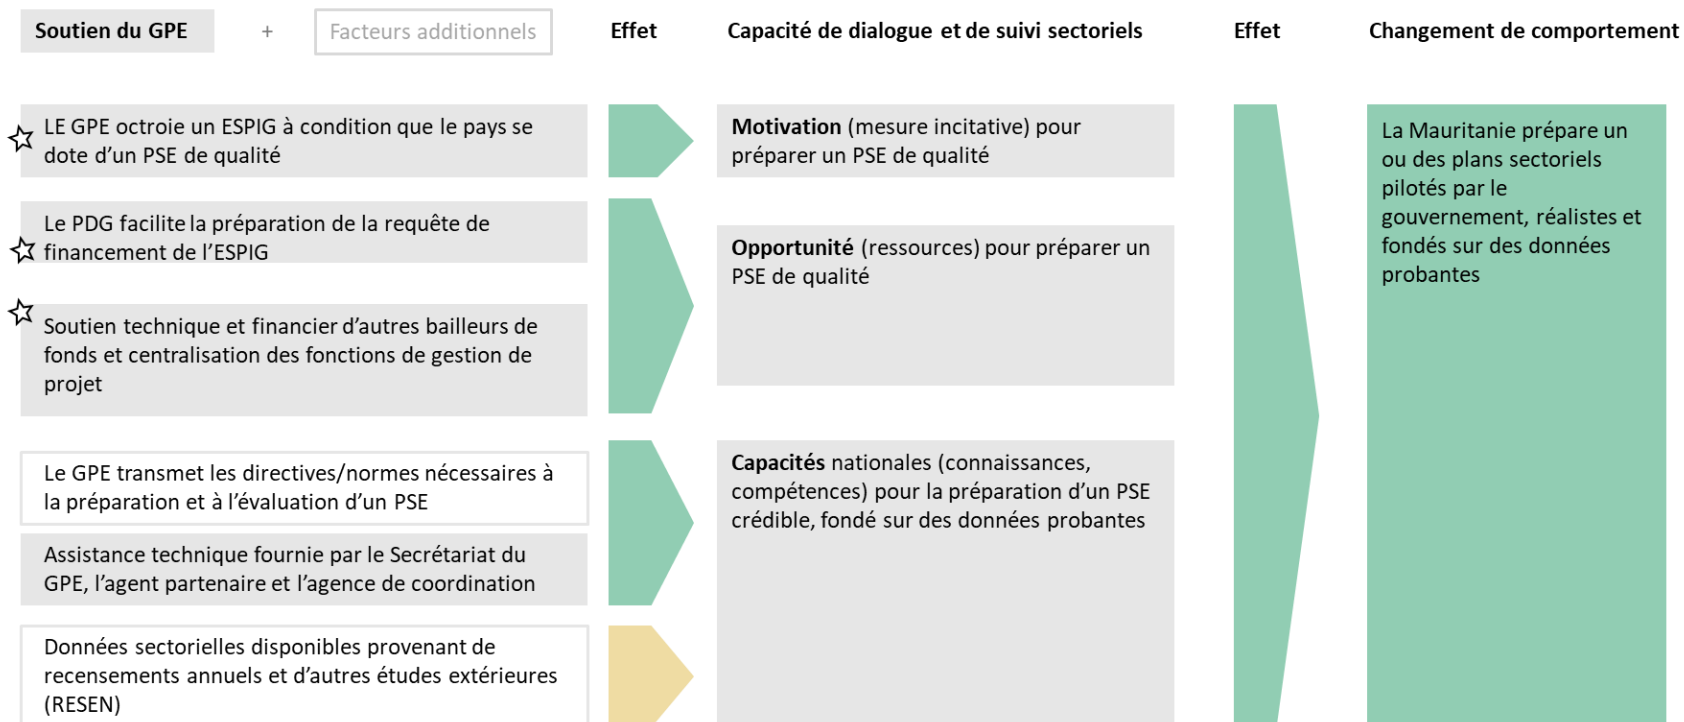 Soutien du GPE + Facteurs additionnels Effet Capacité de dialogue et de suivi sectoriels Effet Changement de comportement
LE GPE octroie un ESPIG à condition que le pays se
dote d’un PSE de qualité
Motivation (mesure incitative) pour
préparer un PSE de qualité
La Mauritanie prépare un
ou des plans sectoriels
pilotés par le
gouvernement, réalistes et
fondés sur des données
probantes
Le PDG facilite la préparation de la requête de
financement de l’ESPIG
Opportunité (ressources) pour préparer un
PSE de qualité
Soutien technique et financier d’autres bailleurs de
fonds et centralisation des fonctions de gestion de
projet
Le GPE transmet les directives/normes nécessaires à
la préparation et à l’évaluation d’un PSE
Capacités nationales (connaissances,
compétences) pour la préparation d’un PSE
crédible, fondé sur des données probantes
Assistance technique fournie par le Secrétariat du
GPE, l’agent partenaire et l’agence de coordination
Données sectorielles disponibles provenant de
recensements annuels et d’autres études extérieures
(RESEN)